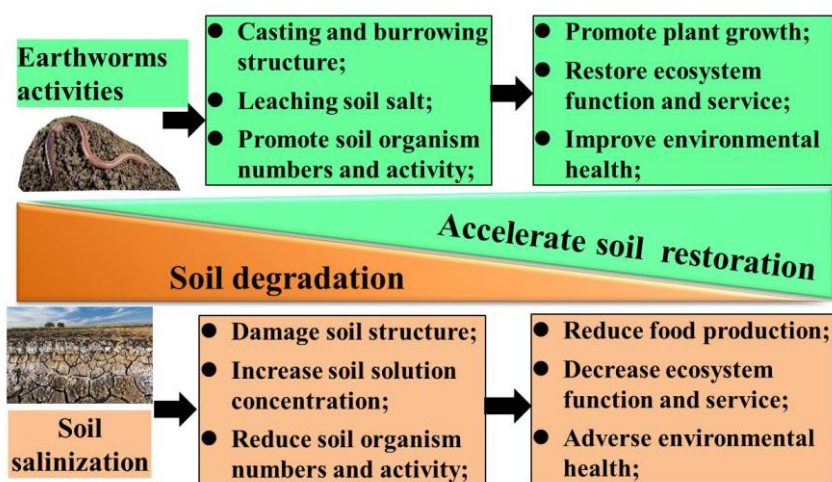 Earthworms
activities
● Casting and burrowing
structure;
● Leaching soil salt;
● Promote soil organism
numbers and activity;
● Promote plant growth;
● Restore ecosystem
function and service;
● Improve environmental
health;
Accelerate soil restoration
Soil degradation
Soil
salinization
● Damage soil structure;
● Increase soil solution
concentration;
● Reduce soil organism
numbers and activity;
● Reduce food production;
● Decrease ecosystem
function and service;
● Adverse environmental
health;